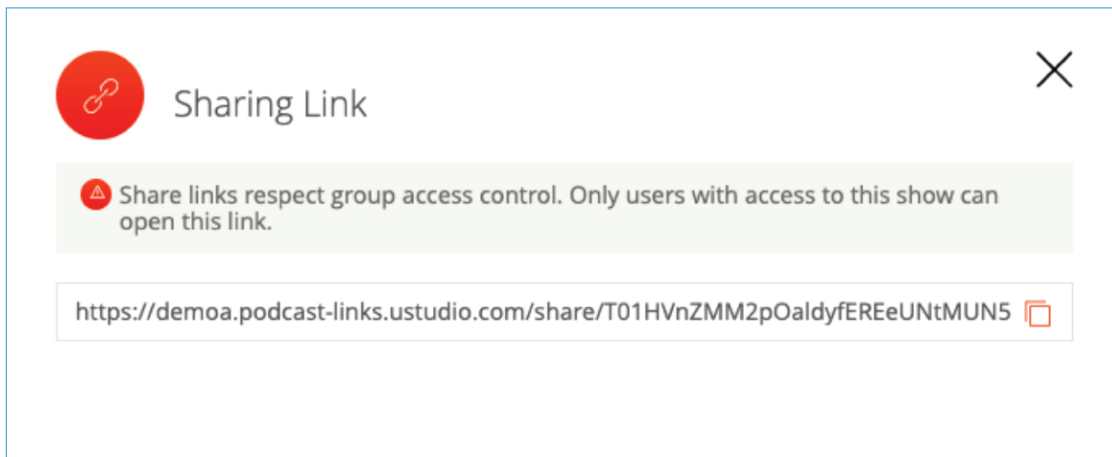 Sharing Link
Share links respect group access control. Only users with access to this show can
open this link.
https://demoa.podcast-links.ustudio.com/share/T01HVnZMM2pOaldyfEREeUNtMUN5